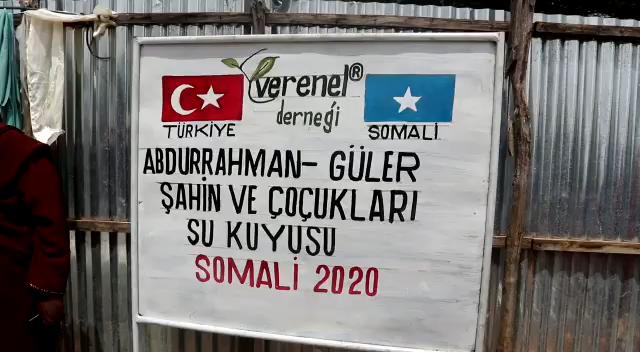 verenel®
derneği
TÜRKİYE SOMALİ
ABDURRAHMAN- GÜLER
ŞAHİN VE ÇOÇUKLARI
SU KUYUSU
SOMALİ 2020